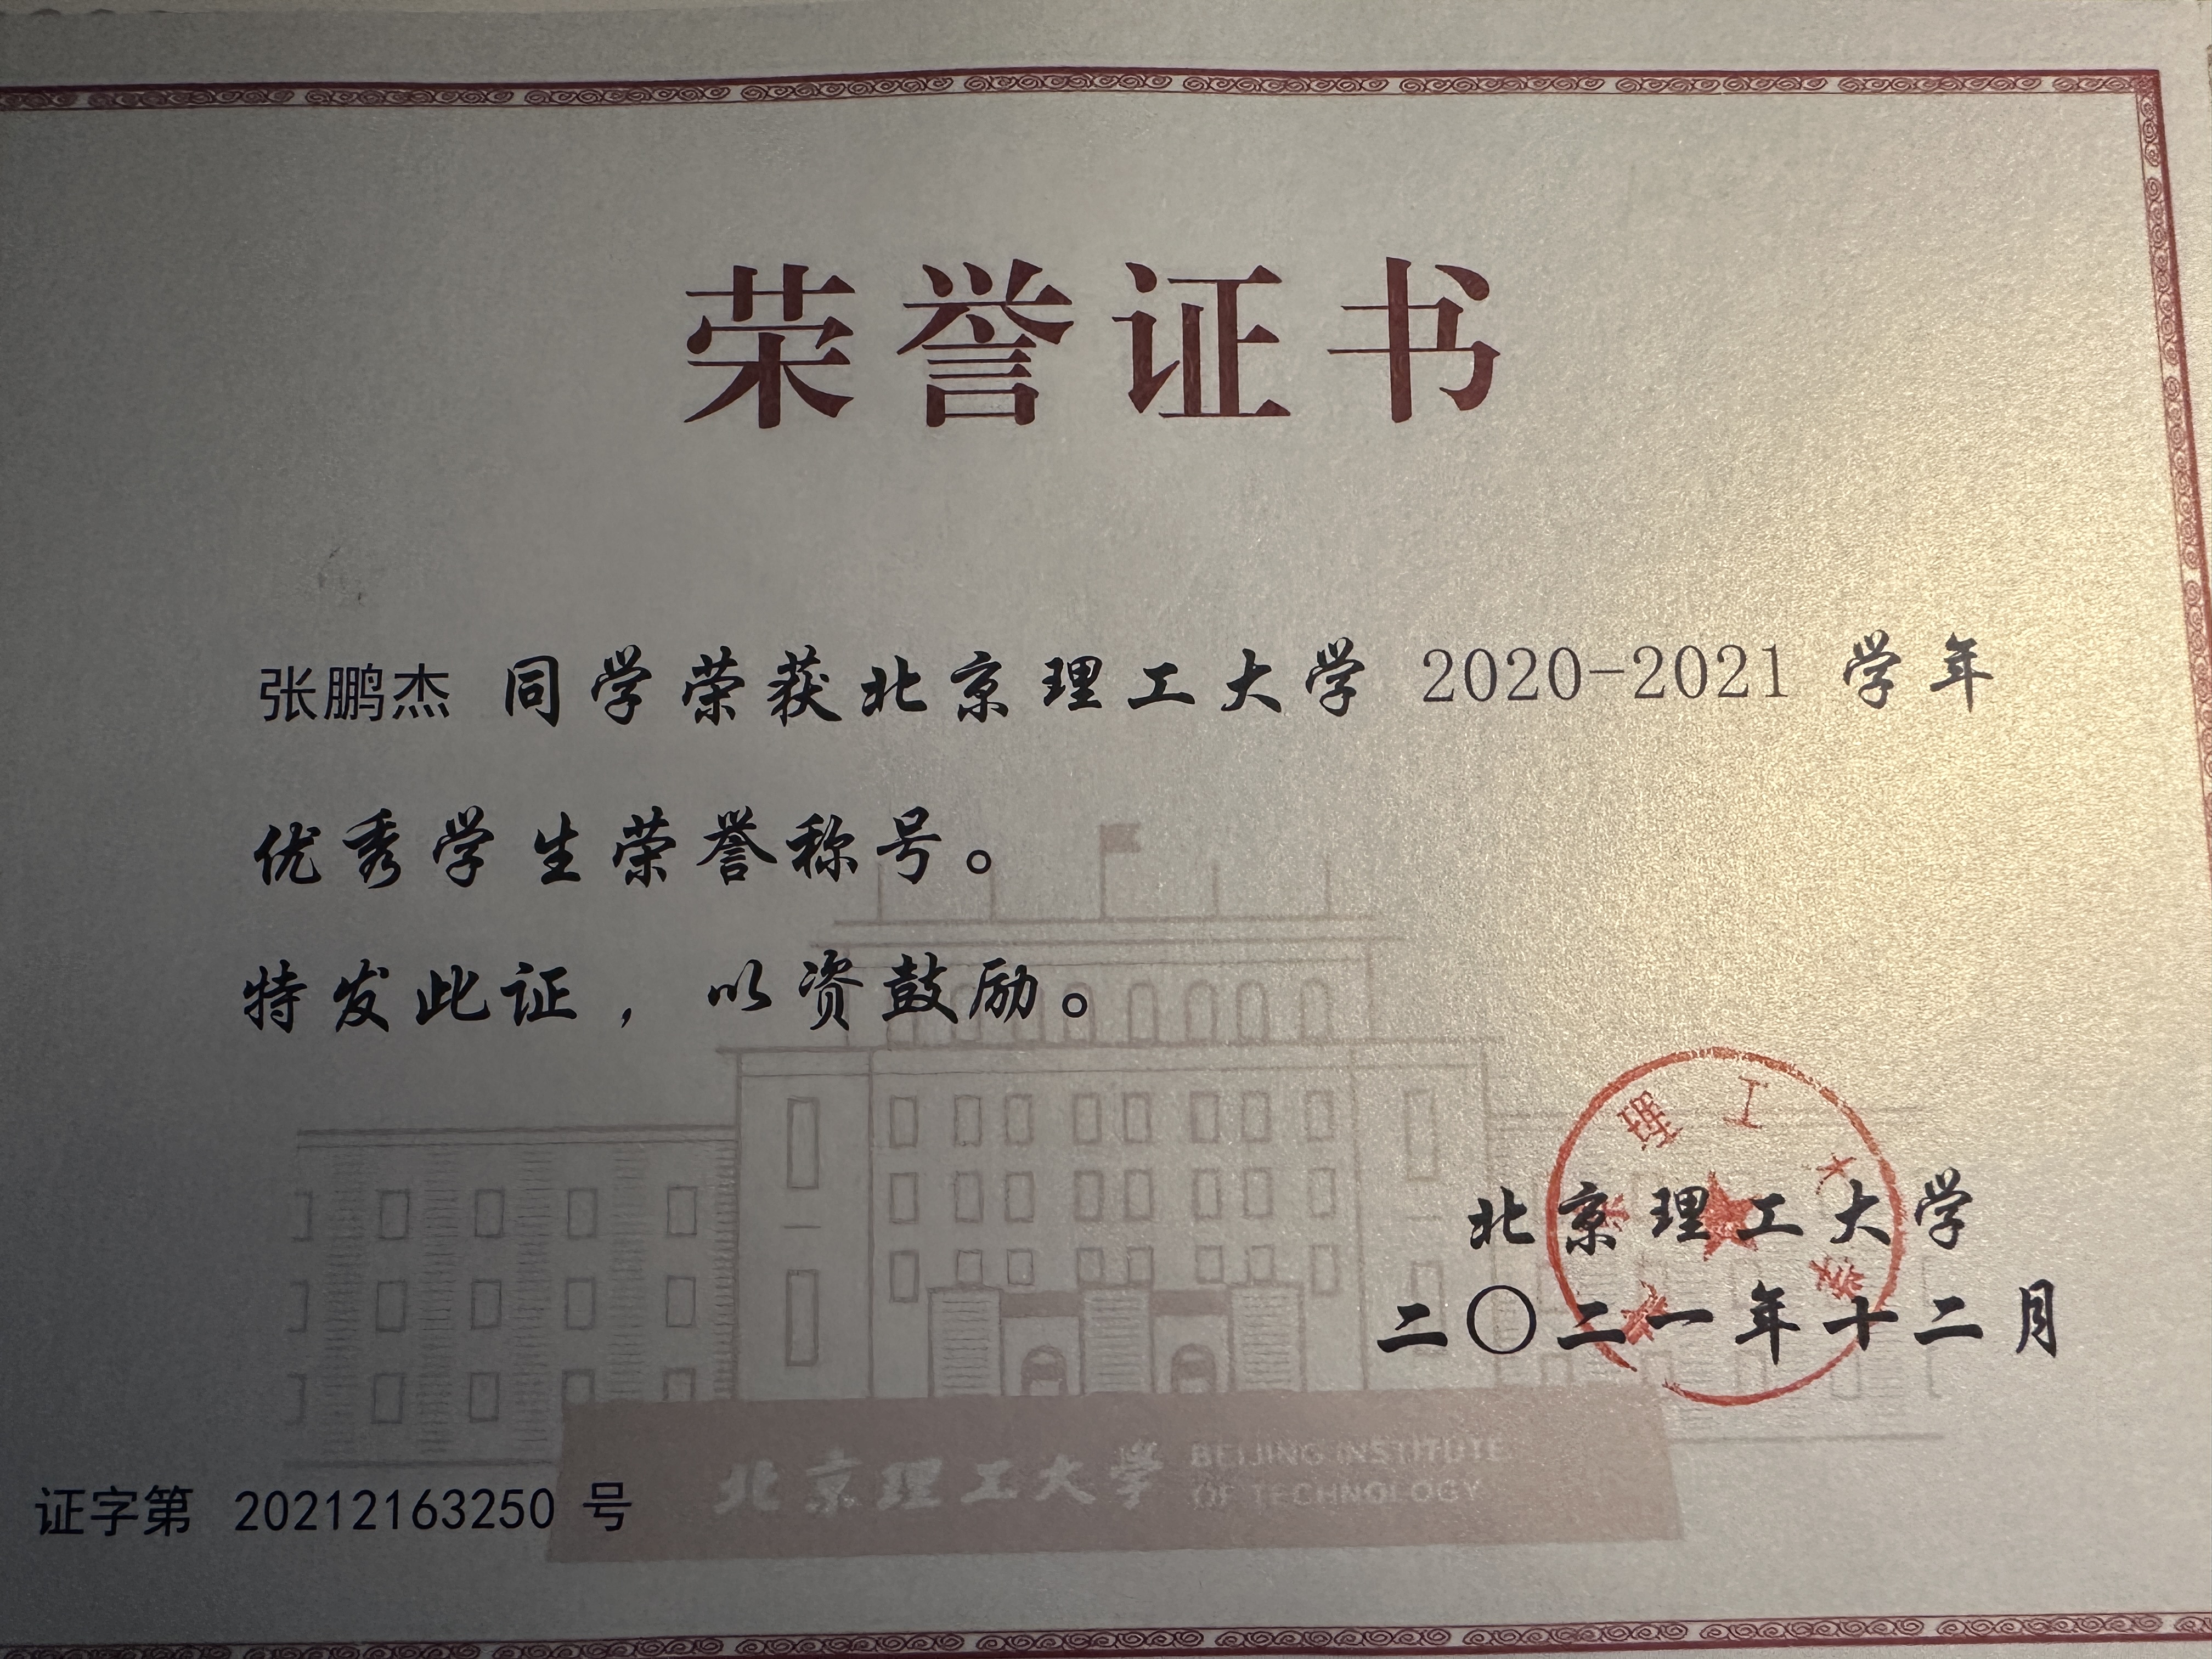 荣誉证书
张鹏杰 同学荣获北京理工大学 2020-2021 学年
优秀学生荣誉称号。
特发此证，以资鼓励。
北京理工大学
二〇二一年十二月
理工大
证字第 20212163250 号
北京理工大学
BEIJING INSTITUTE
OF TECHNOLOGY